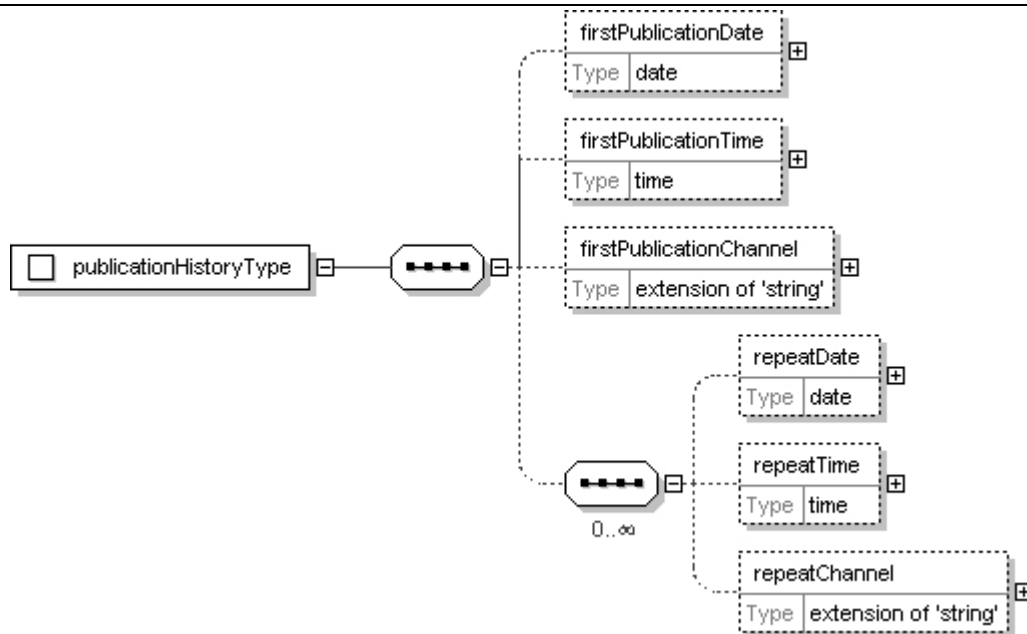 firstPublicationDate
Type date
firstPublicationTime
Type time
firstPublicationChannel
Type extension of 'string'
publicationHistoryType
repeatDate
Type date
repeatTime
Type time
0..∞
repeatChannel
Type extension of 'string'